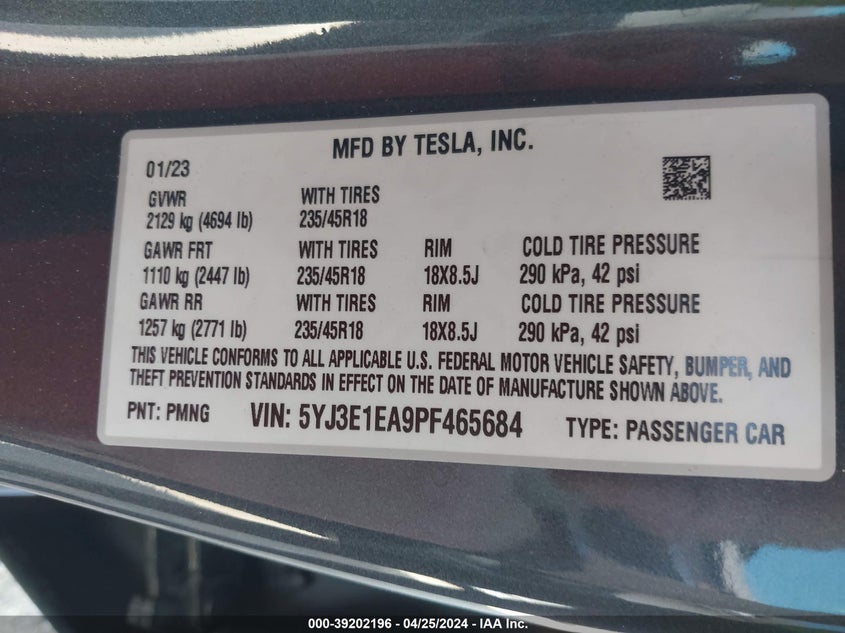 MFD BY TESLA, INC.
01/23
GVWR WITH TIRES
2129 kg (4694 lb) 235/45R18
GAWR FRT WITH TIRES RIM COLD TIRE PRESSURE
1110 kg (2447 lb) 235/45R18 18X8.5J 290 kPa, 42 psi
GAWR RR WITH TIRES RIM COLD TIRE PRESSURE
1257 kg (2771 lb) 235/45R18 18X8.5J 290 kPa, 42 psi
THIS VEHICLE CONFORMS TO ALL APPLICABLE U.S. FEDERAL MOTOR VEHICLE SAFETY, BUMPER, AND
THEFT PREVENTION STANDARDS IN EFFECT ON THE DATE OF MANUFACTURE SHOWN ABOVE.
PNT: PMNG VIN: 5YJ3E1EA9PF465684 TYPE: PASSENGER CAR
000-39202196 - 04/25/2024 - 1YSU Inc.